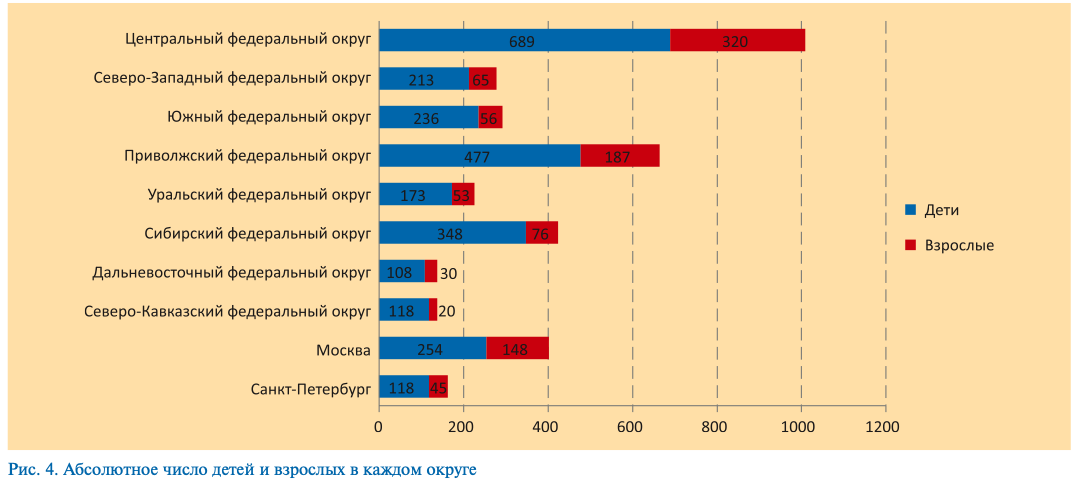 Центральный федеральный округ 689 320
Северо-Западный федеральный округ 213 65
Южный федеральный округ 236 56
Приволжский федеральный округ 477 187
Уральский федеральный округ 173 53
Сибирский федеральный округ 348 76
Дальневосточный федеральный округ 108 30
Северо-Кавказский федеральный округ 118 20
Москва 254 148
Санкт-Петербург 118 45
0 200 400 600 800 1000 1200
Дети
Взрослые
Рис. 4. Абсолютное число детей и взрослых в каждом округе